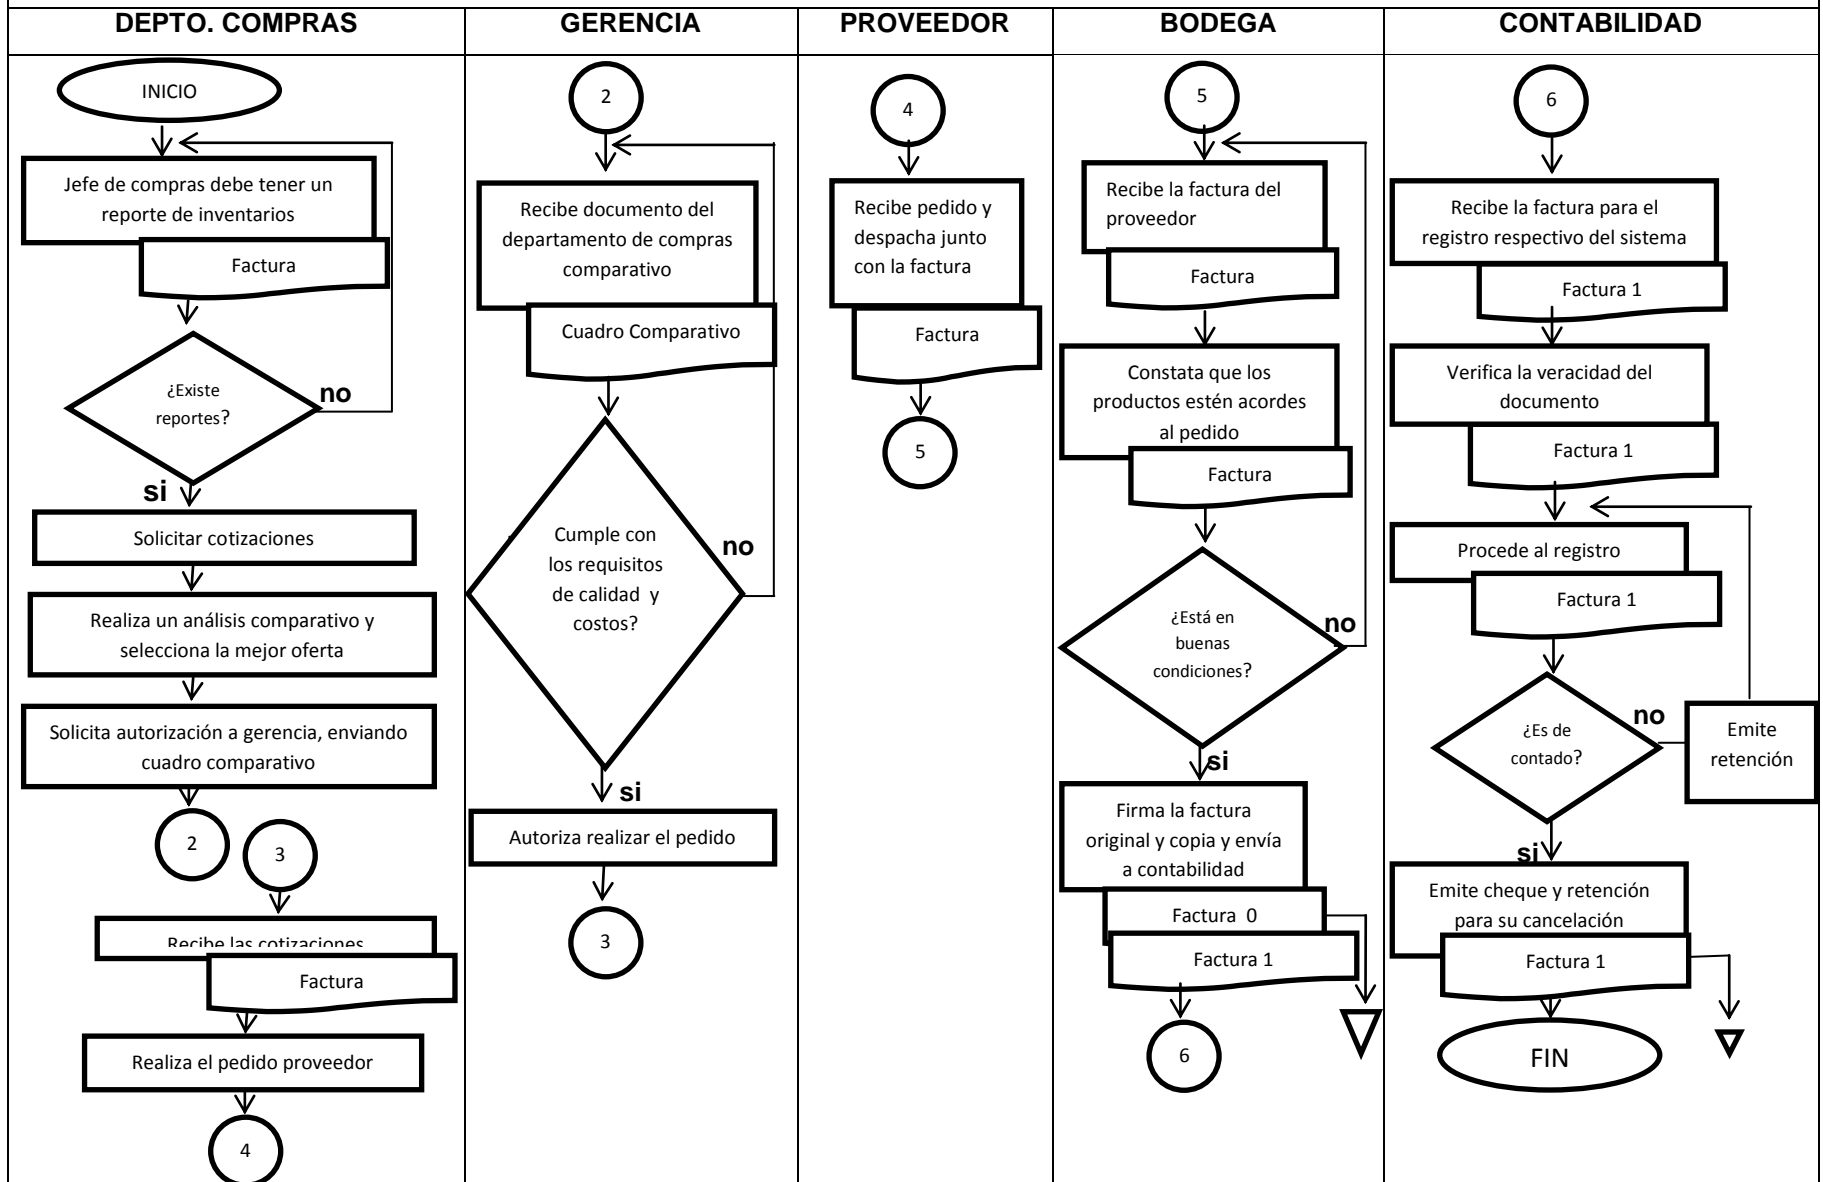 DEPTO. COMPRAS
GERENCIA
PROVEEDOR
BODEGA
CONTABILIDAD
INICIO
Jefe de compras debe tener un
reporte de inventarios
Factura
¿Existe
reportes?
no
si
Solicitar cotizaciones
Realiza un análisis comparativo y
selecciona la mejor oferta
Solicita autorización a gerencia, enviando
cuadro comparativo
2
3
Recibe las cotizaciones
Factura
Realiza el pedido proveedor
4
2
Recibe documento del
departamento de compras
comparativo
Cuadro Comparativo
Cumple con
los requisitos
de calidad y
costos?
no
si
Autoriza realizar el pedido
3
4
Recibe pedido y
despacha junto
con la factura
Factura
5
5
Recibe la factura del
proveedor
Factura
Constata que los
productos estén acordes
al pedido
Factura
¿Está en
buenas
condiciones?
no
si
Firma la factura
original y copia y envía
a contabilidad
Factura 0
Factura 1
6
6
Recibe la factura para el
registro respectivo del sistema
Factura 1
Verifica la veracidad del
documento
Factura 1
Procede al registro
Factura 1
¿Es de
contado?
no
Emite
retención
si
Emite cheque y retención
para su cancelación
Factura 1
FIN